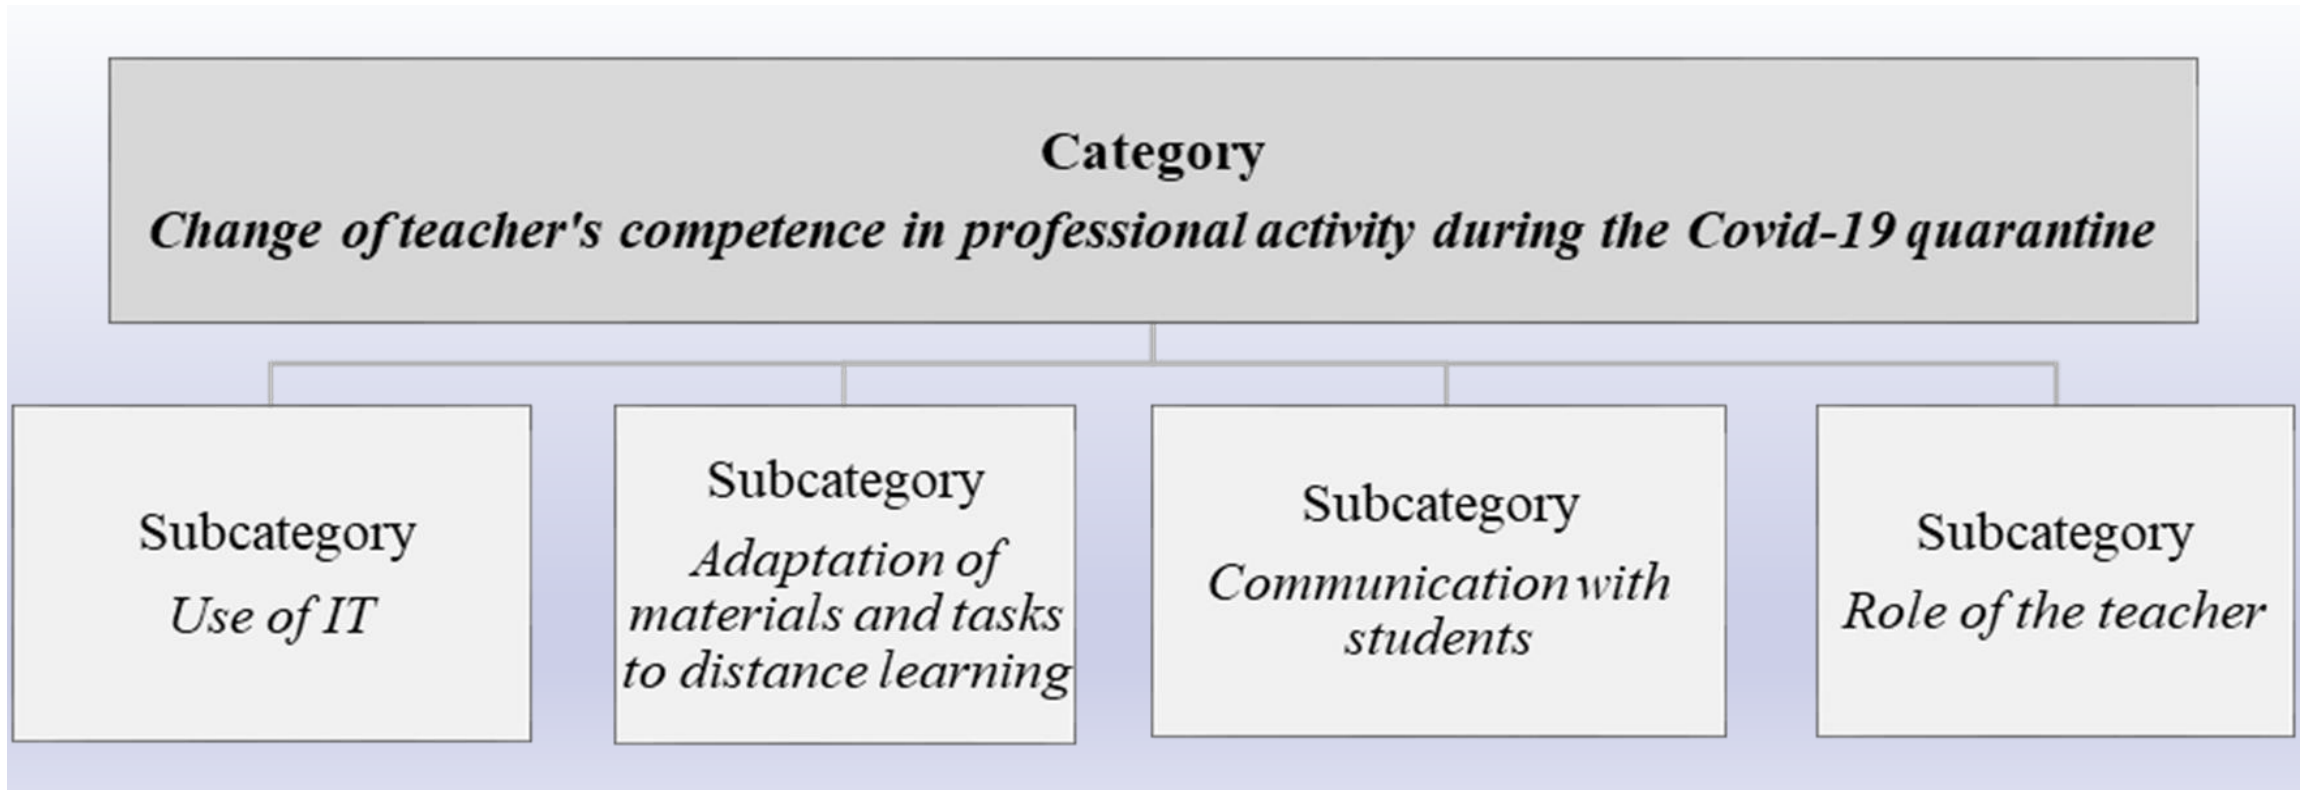 Category
Change of teacher's competence in professional activity during the Covid-19 quarantine
Subcategory
Use of IT
Subcategory
Adaptation of
materials and tasks
to distance learning
Subcategory
Communication with
students
Subcategory
Role of the teacher